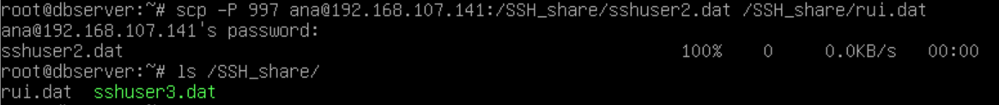 root@dbserver:~# scp -P 997 ana@192.168.107.141:/SSH_share/sshuser2.dat /SSH_share/rui.dat
ana@192.168.107.141's password:
sshuser2.dat 100% 0 0.0KB/s 00:00
root@dbserver:~# ls /SSH_share/
rui.dat sshuser3.dat